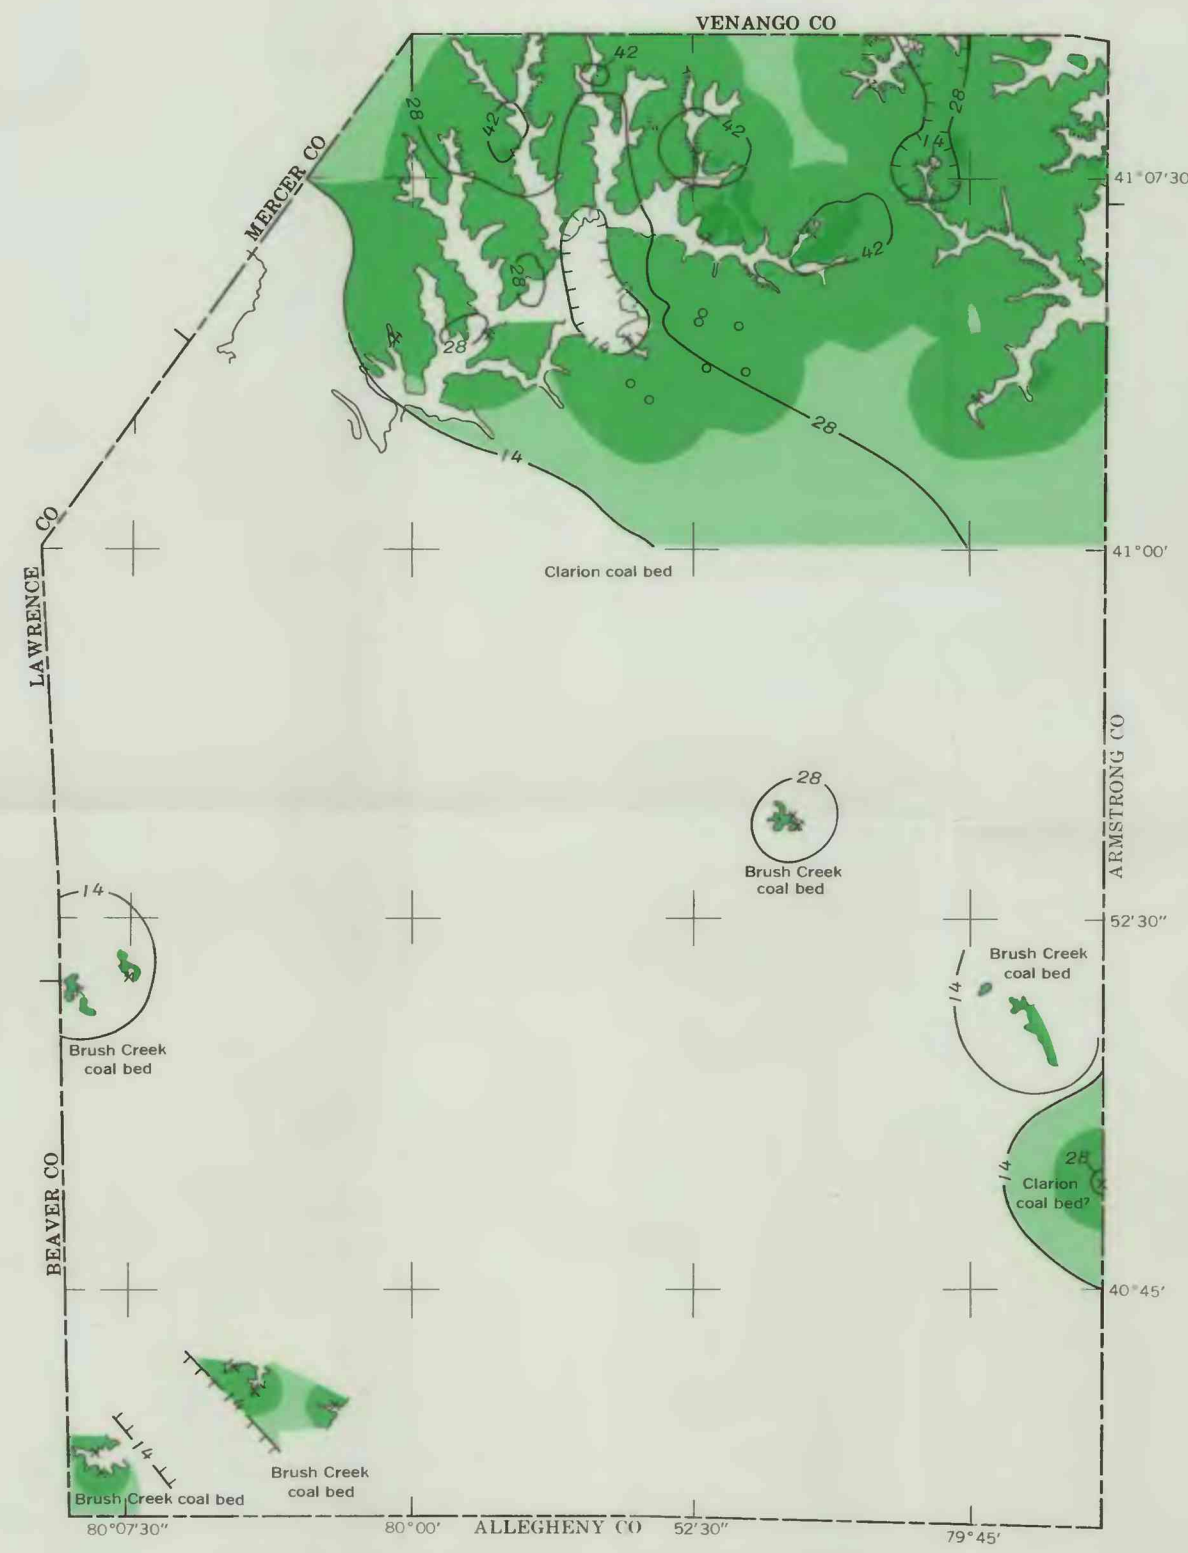 VENANGO CO
42
28
42
42
28
14
MERCER CO
41°07'30
42
28
28
14
28
14
CO
41°00'
Clarion coal bed
LAWRENCE
ARMSTRONG CO
28
Brush Creek
coal bed
14
52'30"
Brush Creek
coal bed
14
Brush Creek
coal bed
28
14
Clarion
coal bed?
BEAVER CO
40°45'
14
14
Brush Creek
coal bed
Brush Creek coal bed
80°07'30"
80°00'
ALLEGHENY CO
52'30"
79°45'